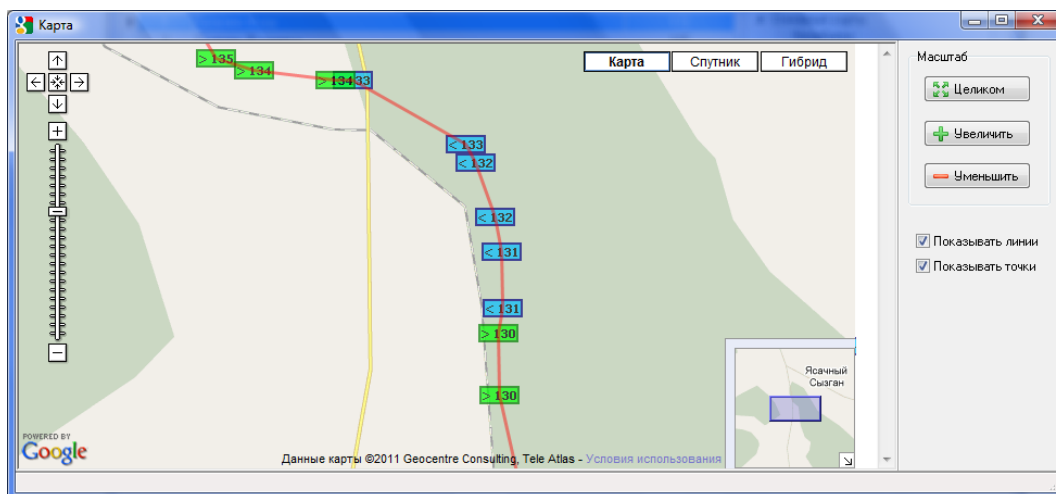 Карта
> 135
> 134
> 134
33
< 133
< 132
< 132
< 131
< 131
> 130
> 130
Карта
Спутник
Гибрид
Масштаб
Целиком
Увеличить
Уменьшить
Показывать линии
Показывать точки
Ясачный
Сызган
POWERED BY
Google
Данные карты ©2011 Geocentre Consulting, Tele Atlas - Условия использования